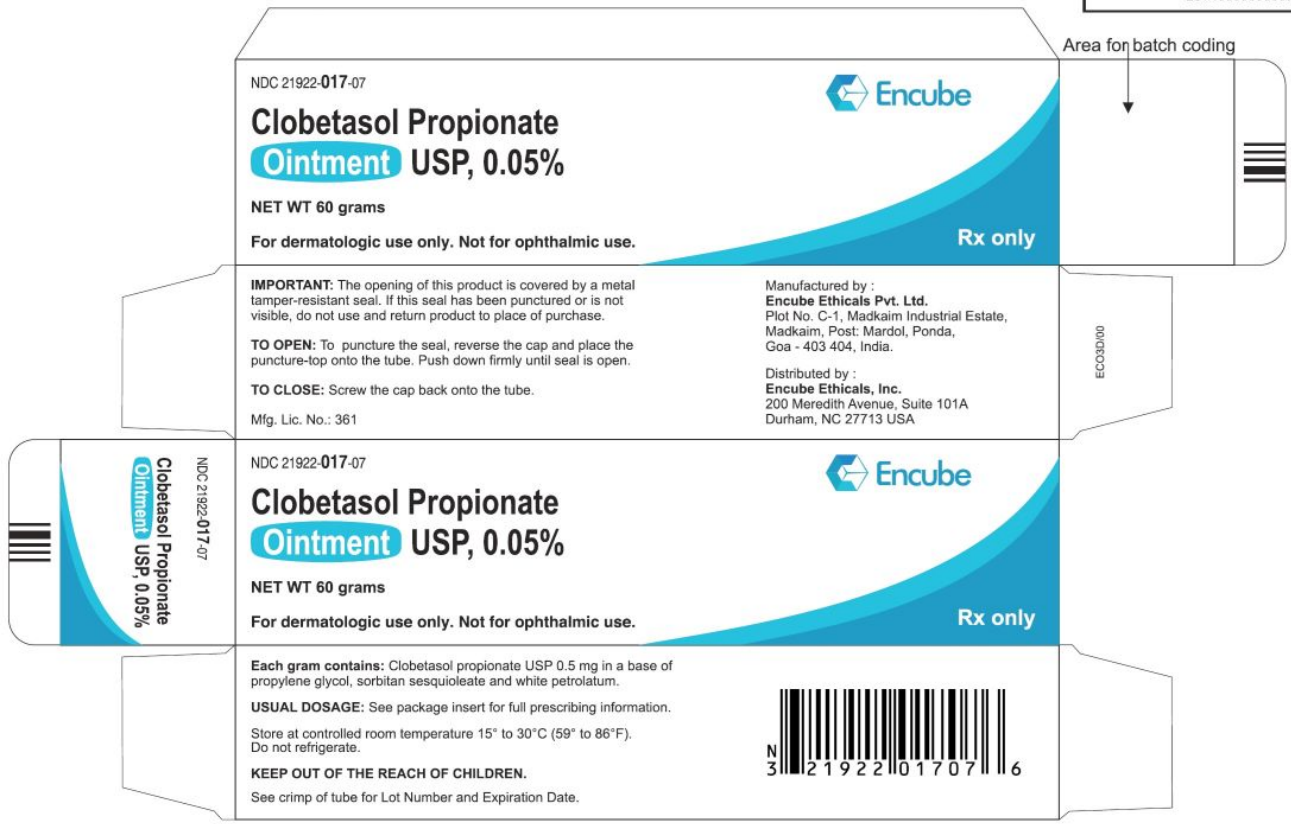 Area for batch coding
NDC 21922-017-07
Encube
Clobetasol Propionate
Ointment USP, 0.05%
NET WT 60 grams
For dermatologic use only. Not for ophthalmic use.
Rx only
IMPORTANT: The opening of this product is covered by a metal
tamper-resistant seal. If this seal has been punctured or is not
visible, do not use and return product to place of purchase.
TO OPEN: To puncture the seal, reverse the cap and place the
puncture-top onto the tube. Push down firmly until seal is open.
TO CLOSE: Screw the cap back onto the tube.
Mfg. Lic. No.: 361
Manufactured by :
Encube Ethicals Pvt. Ltd.
Plot No. C-1, Madkaim Industrial Estate,
Madkaim, Post: Mardol, Ponda,
Goa - 403 404, India.
Distributed by :
Encube Ethicals, Inc.
200 Meredith Avenue, Suite 101A
Durham, NC 27713 USA
ECO3D/00
NDC 21922-017-07
Clobetasol Propionate
Ointment USP, 0.05%
NDC 21922-017-07
Encube
Clobetasol Propionate
Ointment USP, 0.05%
NET WT 60 grams
For dermatologic use only. Not for ophthalmic use.
Rx only
Each gram contains: Clobetasol propionate USP 0.5 mg in a base of
propylene glycol, sorbitan sesquioleate and white petrolatum.
USUAL DOSAGE: See package insert for full prescribing information.
Store at controlled room temperature 15° to 30°C (59° to 86°F).
Do not refrigerate.
KEEP OUT OF THE REACH OF CHILDREN.
See crimp of tube for Lot Number and Expiration Date.
N
3 21922 01707 6